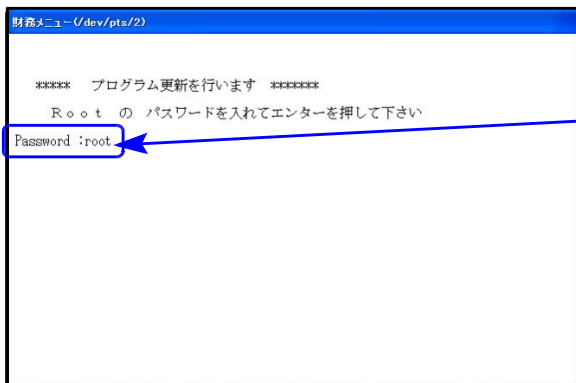 財務メニュー(/dev/pts/2)
***** プログラム更新を行います *******
Ｒｏｏｔ の パスワードを入れてエンターを押して下さい
Password :root